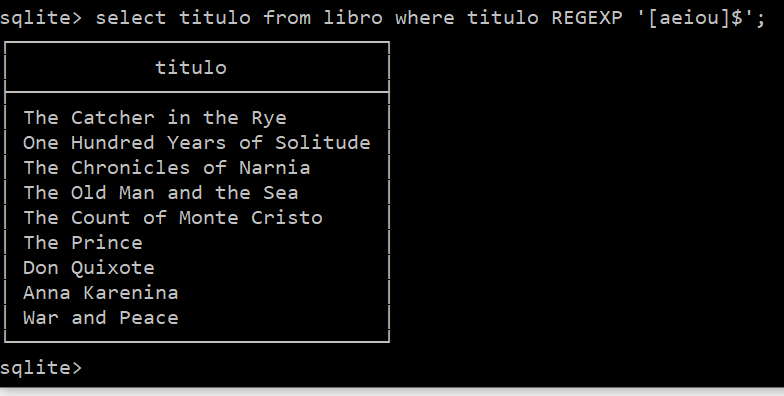 sqlite> select titulo from libro where titulo REGEXP '[aeiou]$';
titulo
The Catcher in the Rye
One Hundred Years of Solitude
The Chronicles of Narnia
The Old Man and the Sea
The Count of Monte Cristo
The Prince
Don Quixote
Anna Karenina
War and Peace
sqlite>